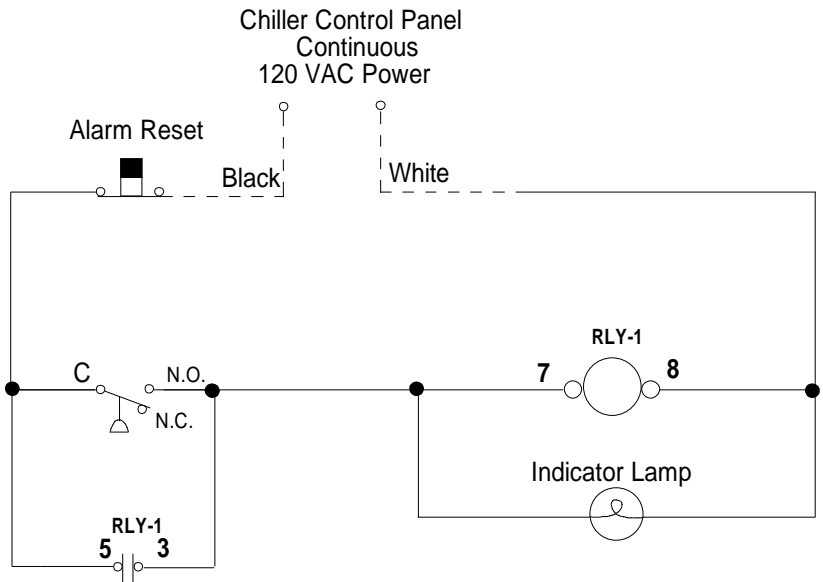 Chiller Control Panel
Continuous
120 VAC Power
Alarm Reset
Black
White
RLY-1
7
8
C
N.O.
N.C.
Indicator Lamp
RLY-1
5
3